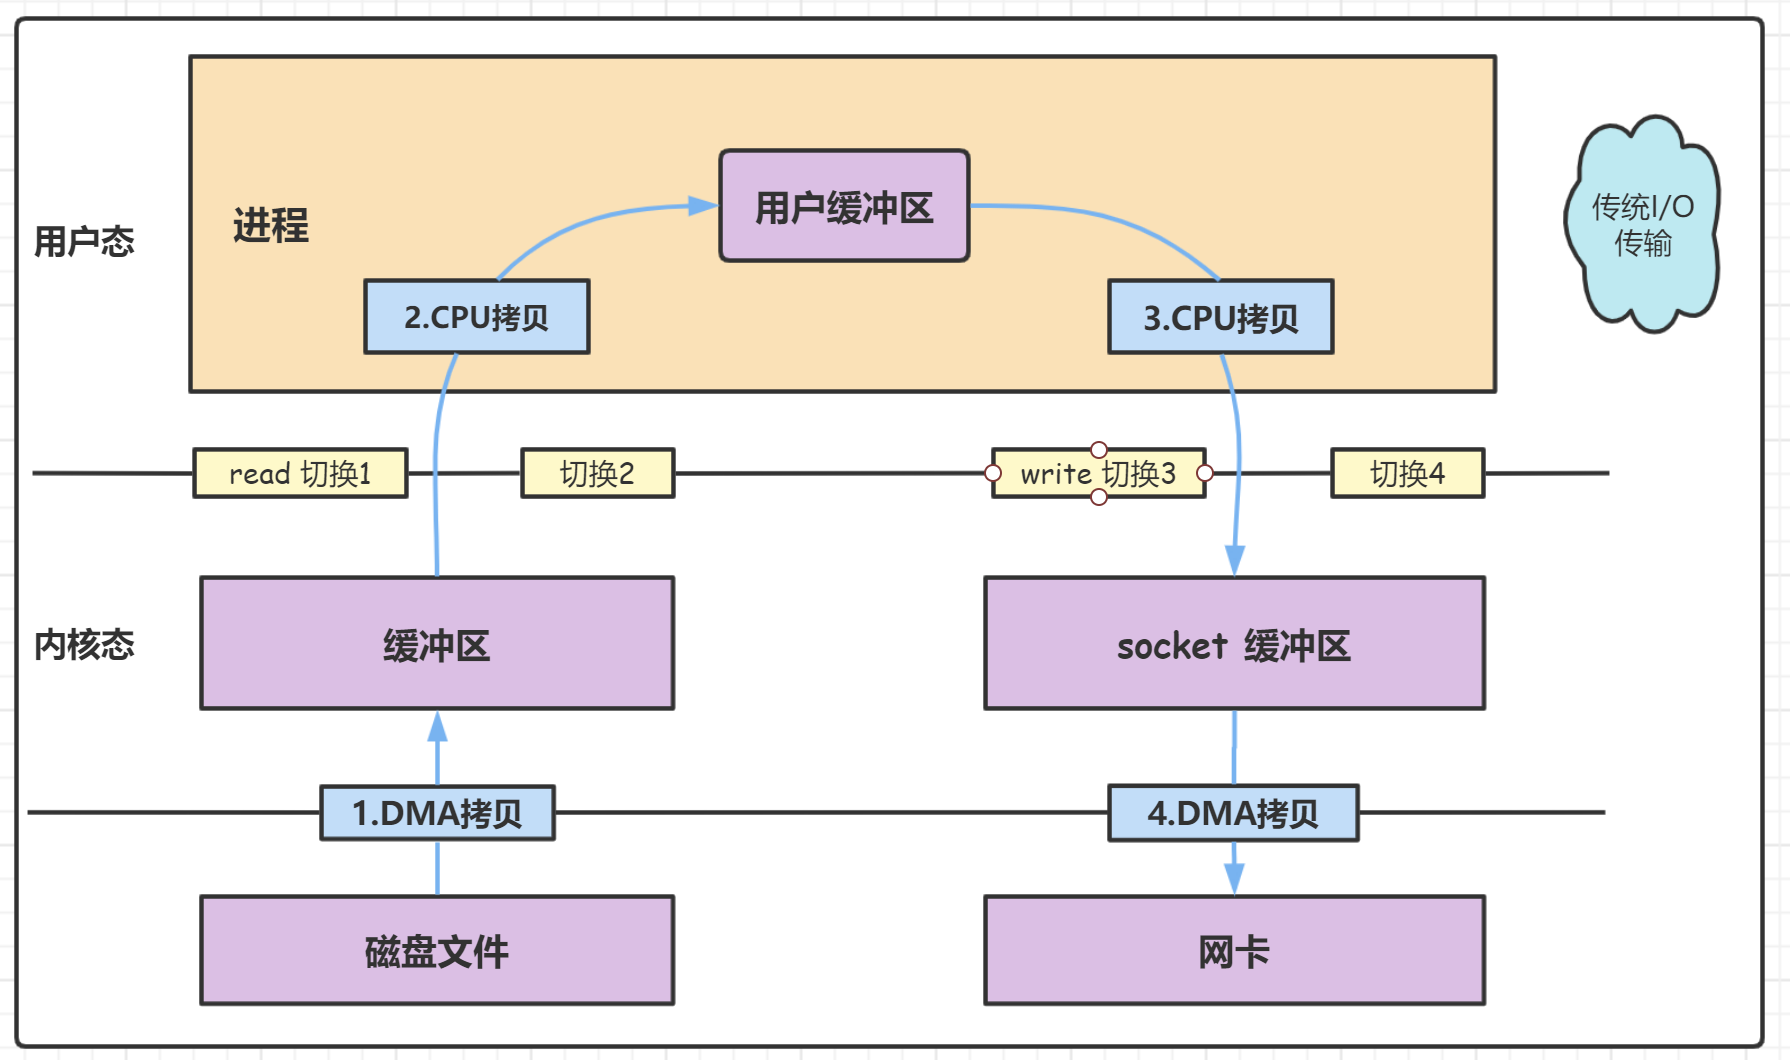 用户态
进程
用户缓冲区
2.CPU拷贝
3.CPU拷贝
传统I/O
传输
read 切换1
切换2
write 切换3
切换4
内核态
缓冲区
socket 缓冲区
1.DMA拷贝
4.DMA拷贝
磁盘文件
网卡